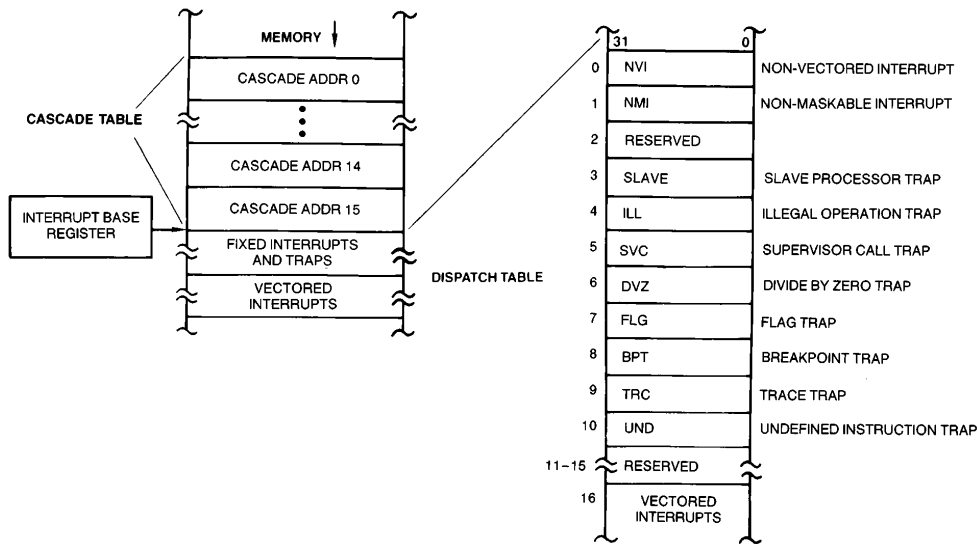 MEMORY
CASCADE ADDR 0
CASCADE TABLE
CASCADE ADDR 14
CASCADE ADDR 15
INTERRUPT BASE
REGISTER
FIXED INTERRUPTS
AND TRAPS
VECTORED
INTERRUPTS
DISPATCH TABLE
31 0
0 NVI NON-VECTORED INTERRUPT
1 NMI NON-MASKABLE INTERRUPT
2 RESERVED
3 SLAVE SLAVE PROCESSOR TRAP
4 ILL ILLEGAL OPERATION TRAP
5 SVC SUPERVISOR CALL TRAP
6 DVZ DIVIDE BY ZERO TRAP
7 FLG FLAG TRAP
8 BPT BREAKPOINT TRAP
9 TRC TRACE TRAP
10 UND UNDEFINED INSTRUCTION TRAP
11–15 RESERVED
16 VECTORED
INTERRUPTS